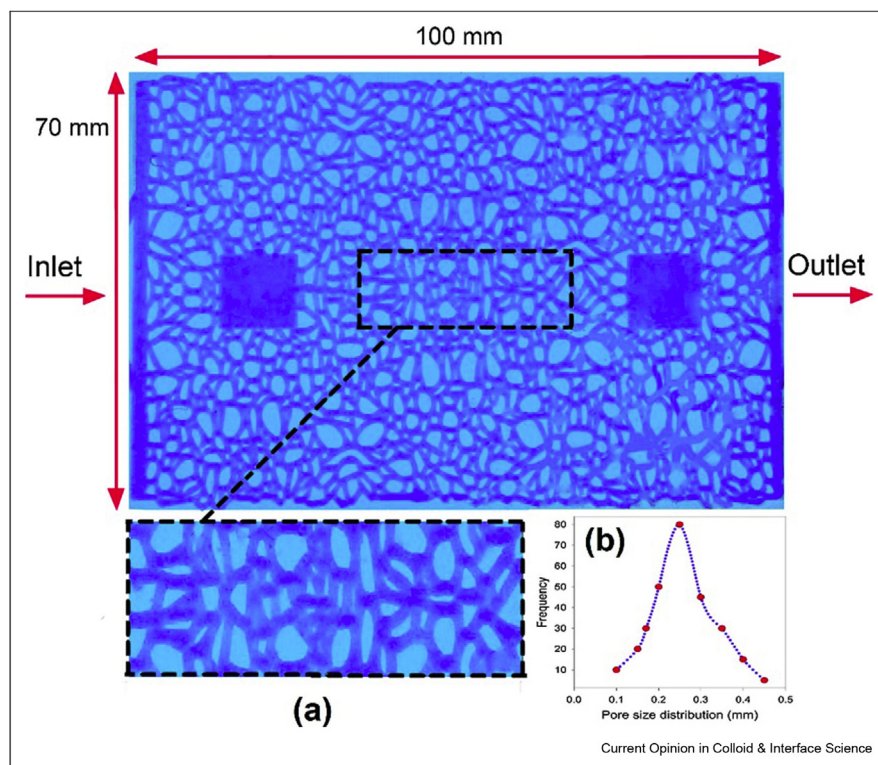 100 mm
70 mm
Inlet
Outlet
(a)
(b)
80
70
60
50
40
30
20
10
Frequency
0.0 0.1 0.2 0.3 0.4 0.5
Pore size distribution (mm)
Current Opinion in Colloid & Interface Science